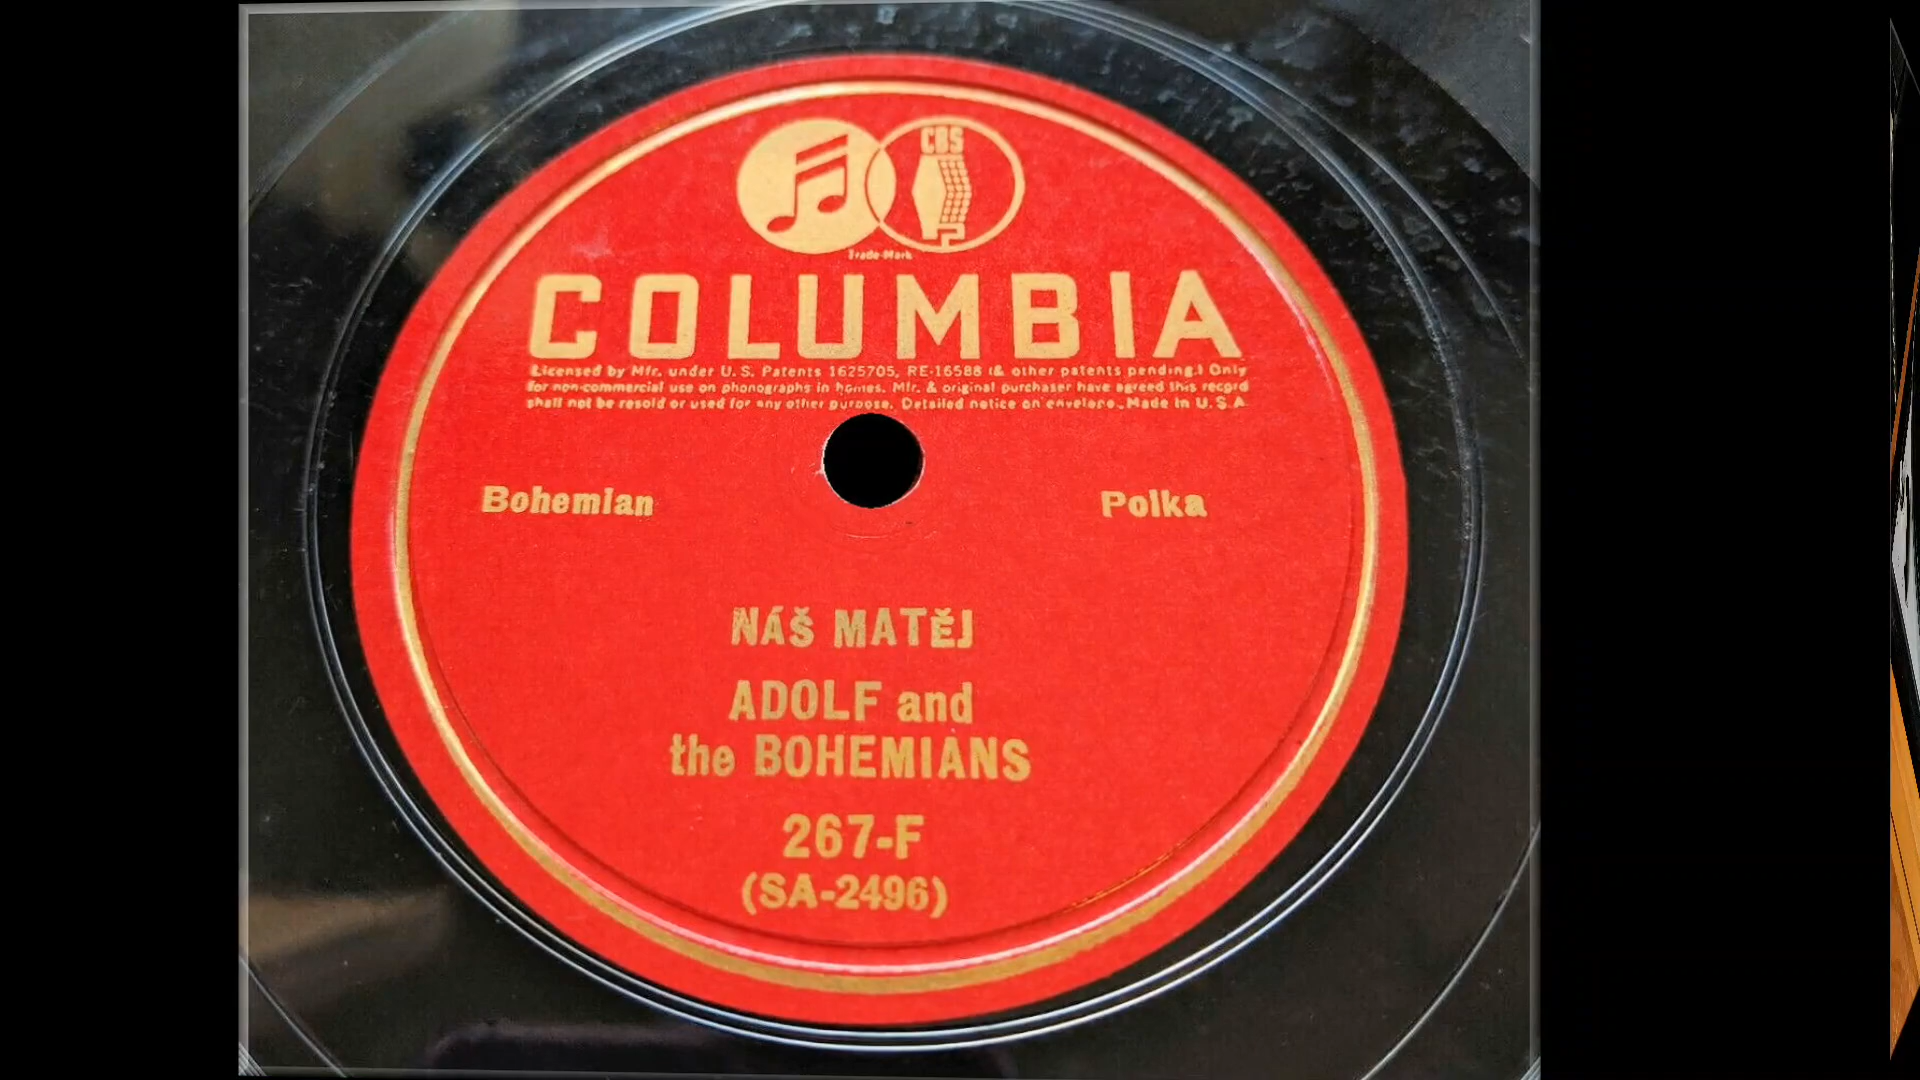 CBS
Trade-Mark
COLUMBIA
Licensed by Mfr. under U.S. Patents 1625705, RE-16588 (& other patents pending.) Only
for non-commercial use on phonographs in homes. Mfr. & original purchaser have agreed this record
shall not be resold or used for any other purpose. Detailed notice on envelope. Made in U.S.A
Bohemian Polka
NÁŠ MATĚJ
ADOLF and
the BOHEMIANS
267-F
(SA-2496)